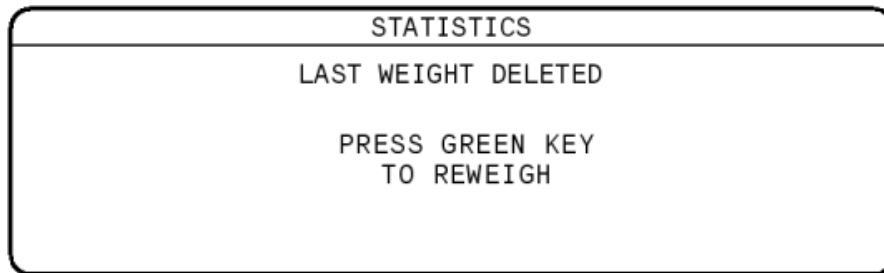 STATISTICS
LAST WEIGHT DELETED
PRESS GREEN KEY
TO REWEIGH